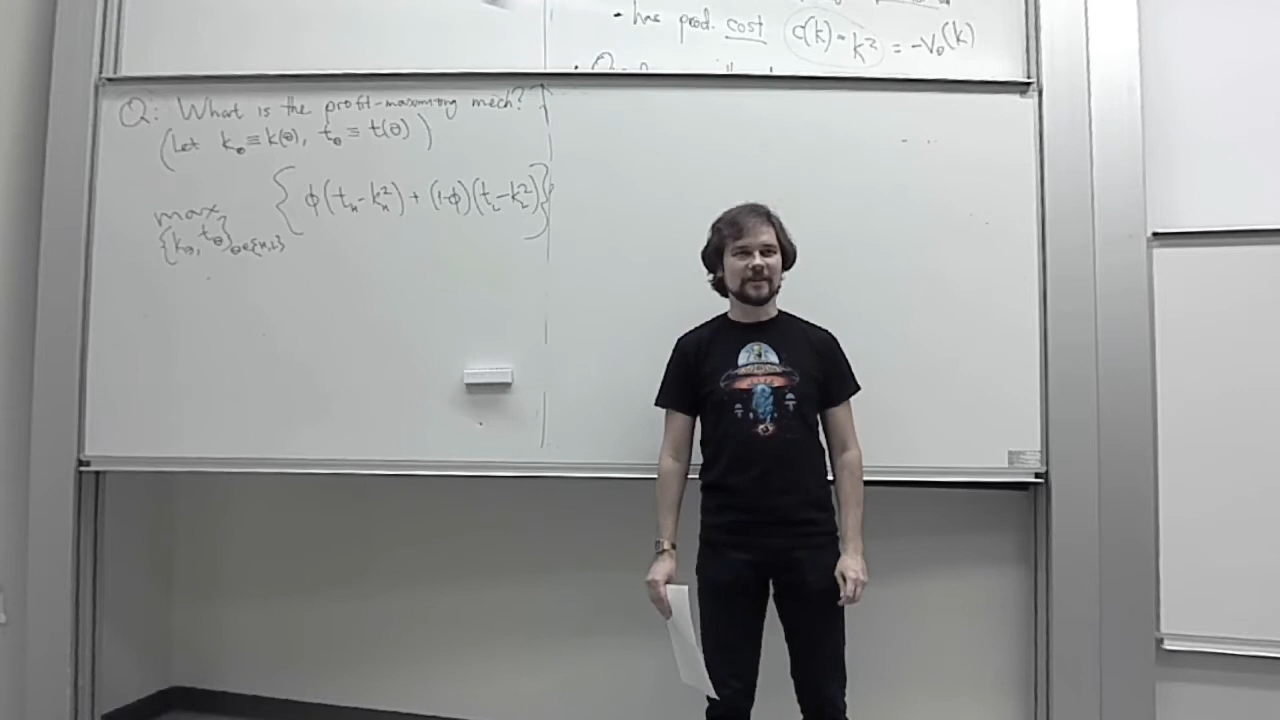 • has prod. cost c(k) = k² = -V₀(k)
Q: What is the profit-maximizing mech?
(Let k_θ ≡ k(θ), t_θ ≡ t(θ))
max {k_θ, t_θ}_θ∈{H,L} { ϕ(t_H - k_H²) + (1-ϕ)(t_L - k_L²) }